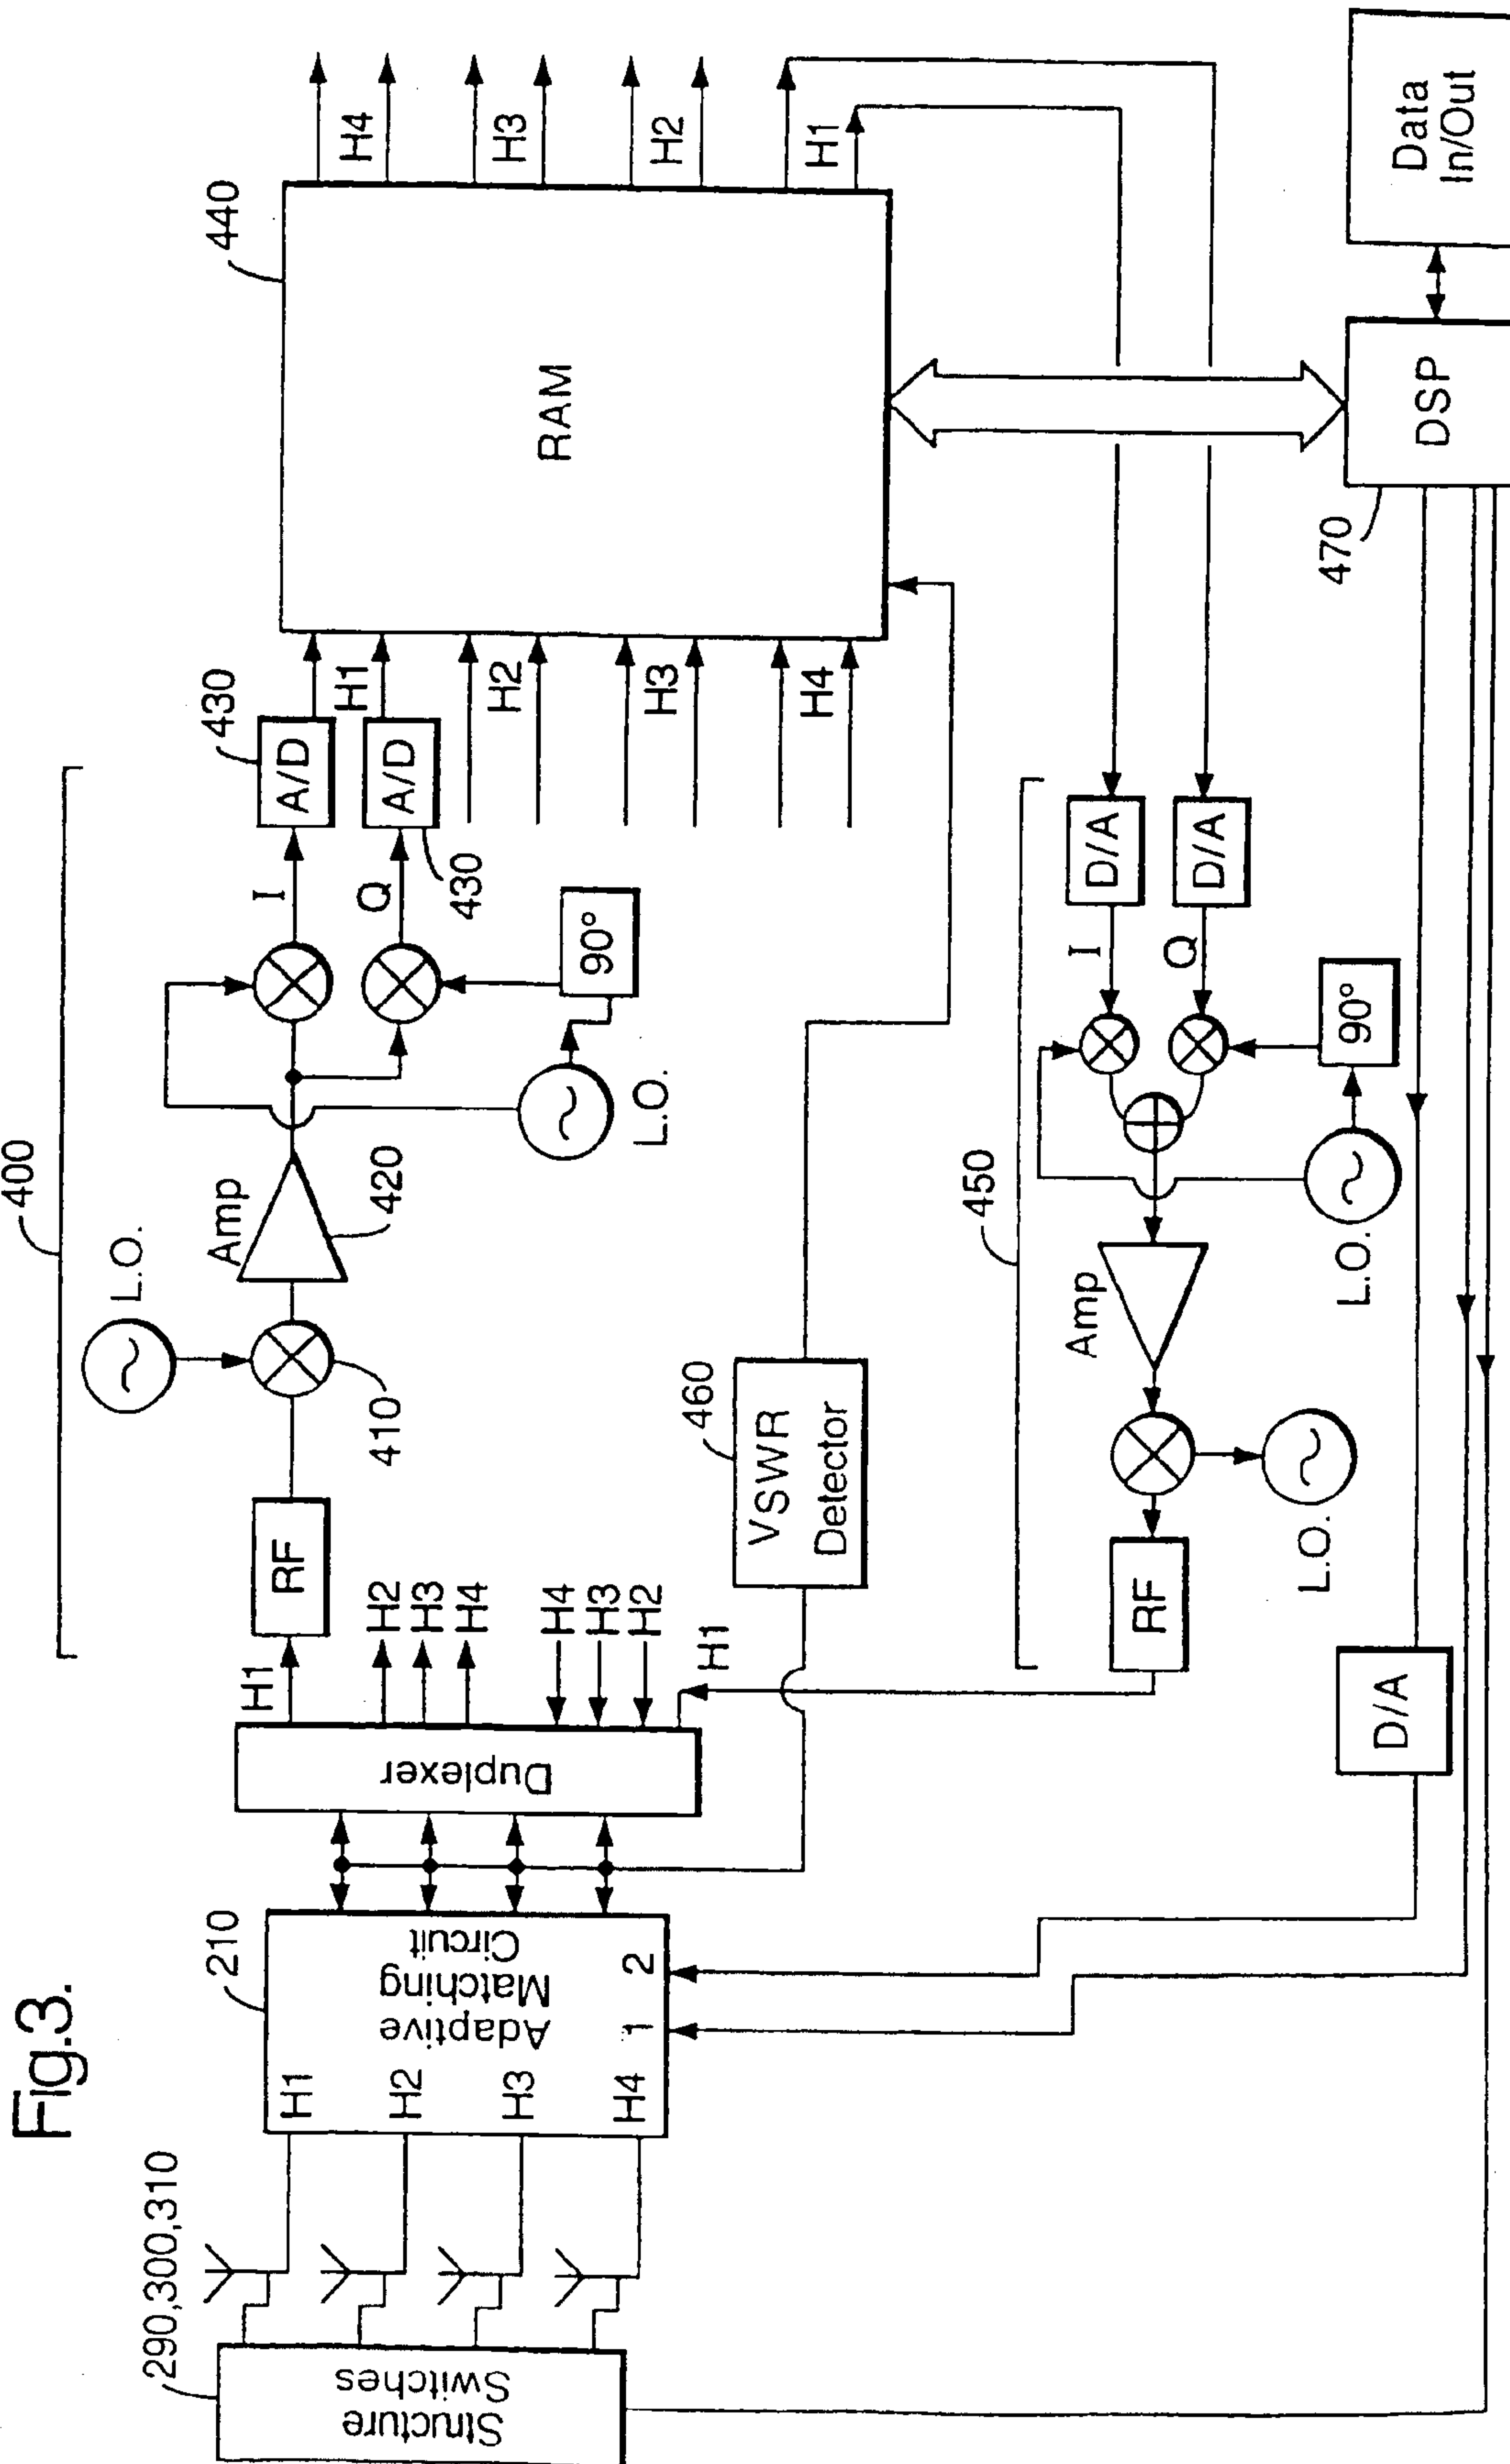 Fig.3.
290,300,310
Structure
Switches
H1
H2
H3
H4
210
Adaptive
Matching
Circuit
1
2
Duplexer
H1
H2
H3
H4
H4
H3
H2
H1
400
RF
410
L.O.
Amp
420
L.O.
90°
I
Q
430
A/D
A/D
430
H1
H2
H3
H4
440
RAM
H4
H3
H2
H1
460
VSWR
Detector
450
RF
L.O.
Amp
L.O.
90°
I
Q
D/A
D/A
D/A
470
DSP
Data
In/Out